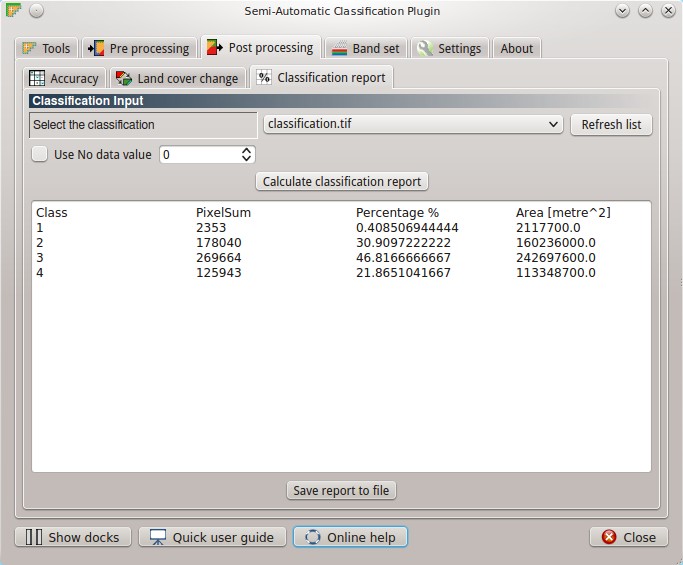 Semi-Automatic Classification Plugin
Tools Pre processing Post processing Band set Settings About
Accuracy Land cover change % Classification report
Classification Input
Select the classification classification.tif Refresh list
Use No data value 0
Calculate classification report
Class PixelSum Percentage % Area [metre^2]
1 2353 0.408506944444 2117700.0
2 178040 30.9097222222 160236000.0
3 269664 46.8166666667 242697600.0
4 125943 21.8651041667 113348700.0
Save report to file
Show docks Quick user guide Online help Close